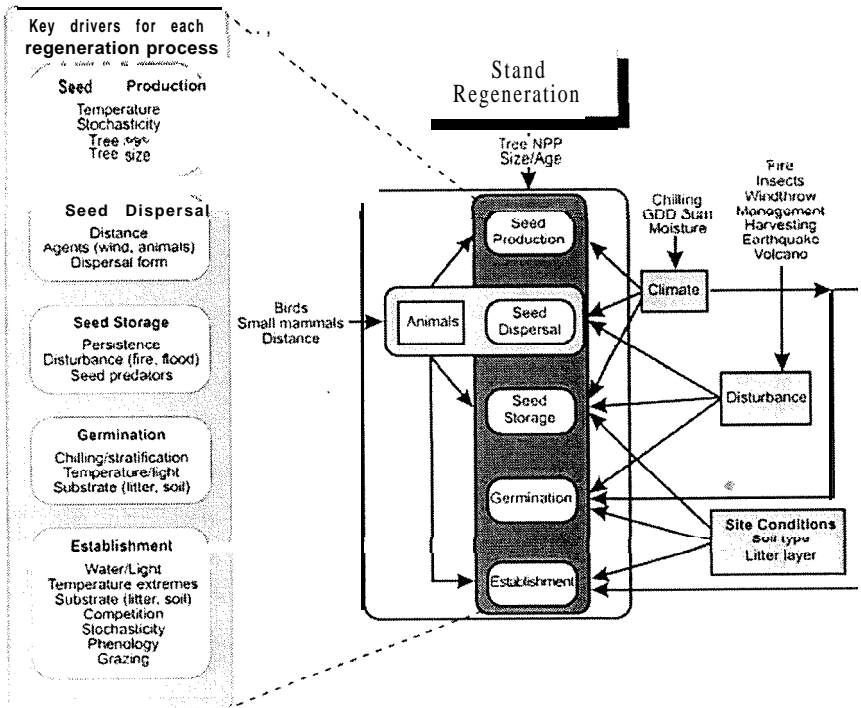 Key drivers for each
regeneration process
Seed Production
Temperature
Stochasticity
Tree age
Tree size
Seed Dispersal
Distance
Agents (wind, animals)
Dispersal form
Seed Storage
Persistence
Disturbance (fire, flood)
Seed predators
Germination
Chilling/stratification
Temperature/light
Substrate (litter, soil)
Establishment
Water/Light
Temperature extremes
Substrate (litter, soil)
Competition
Stochasticity
Phenology
Grazing
Stand
Regeneration
Tree NPP
Size/Age
Seed
Production
Birds
Small mammals
Distance
Animals
Seed
Dispersal
Seed
Storage
Germination
Establishment
Chilling
GDD Sum
Moisture
Climate
Fire
Insects
Windthrow
Management
Harvesting
Earthquake
Volcano
Disturbance
Site Conditions
Soil type
Litter layer